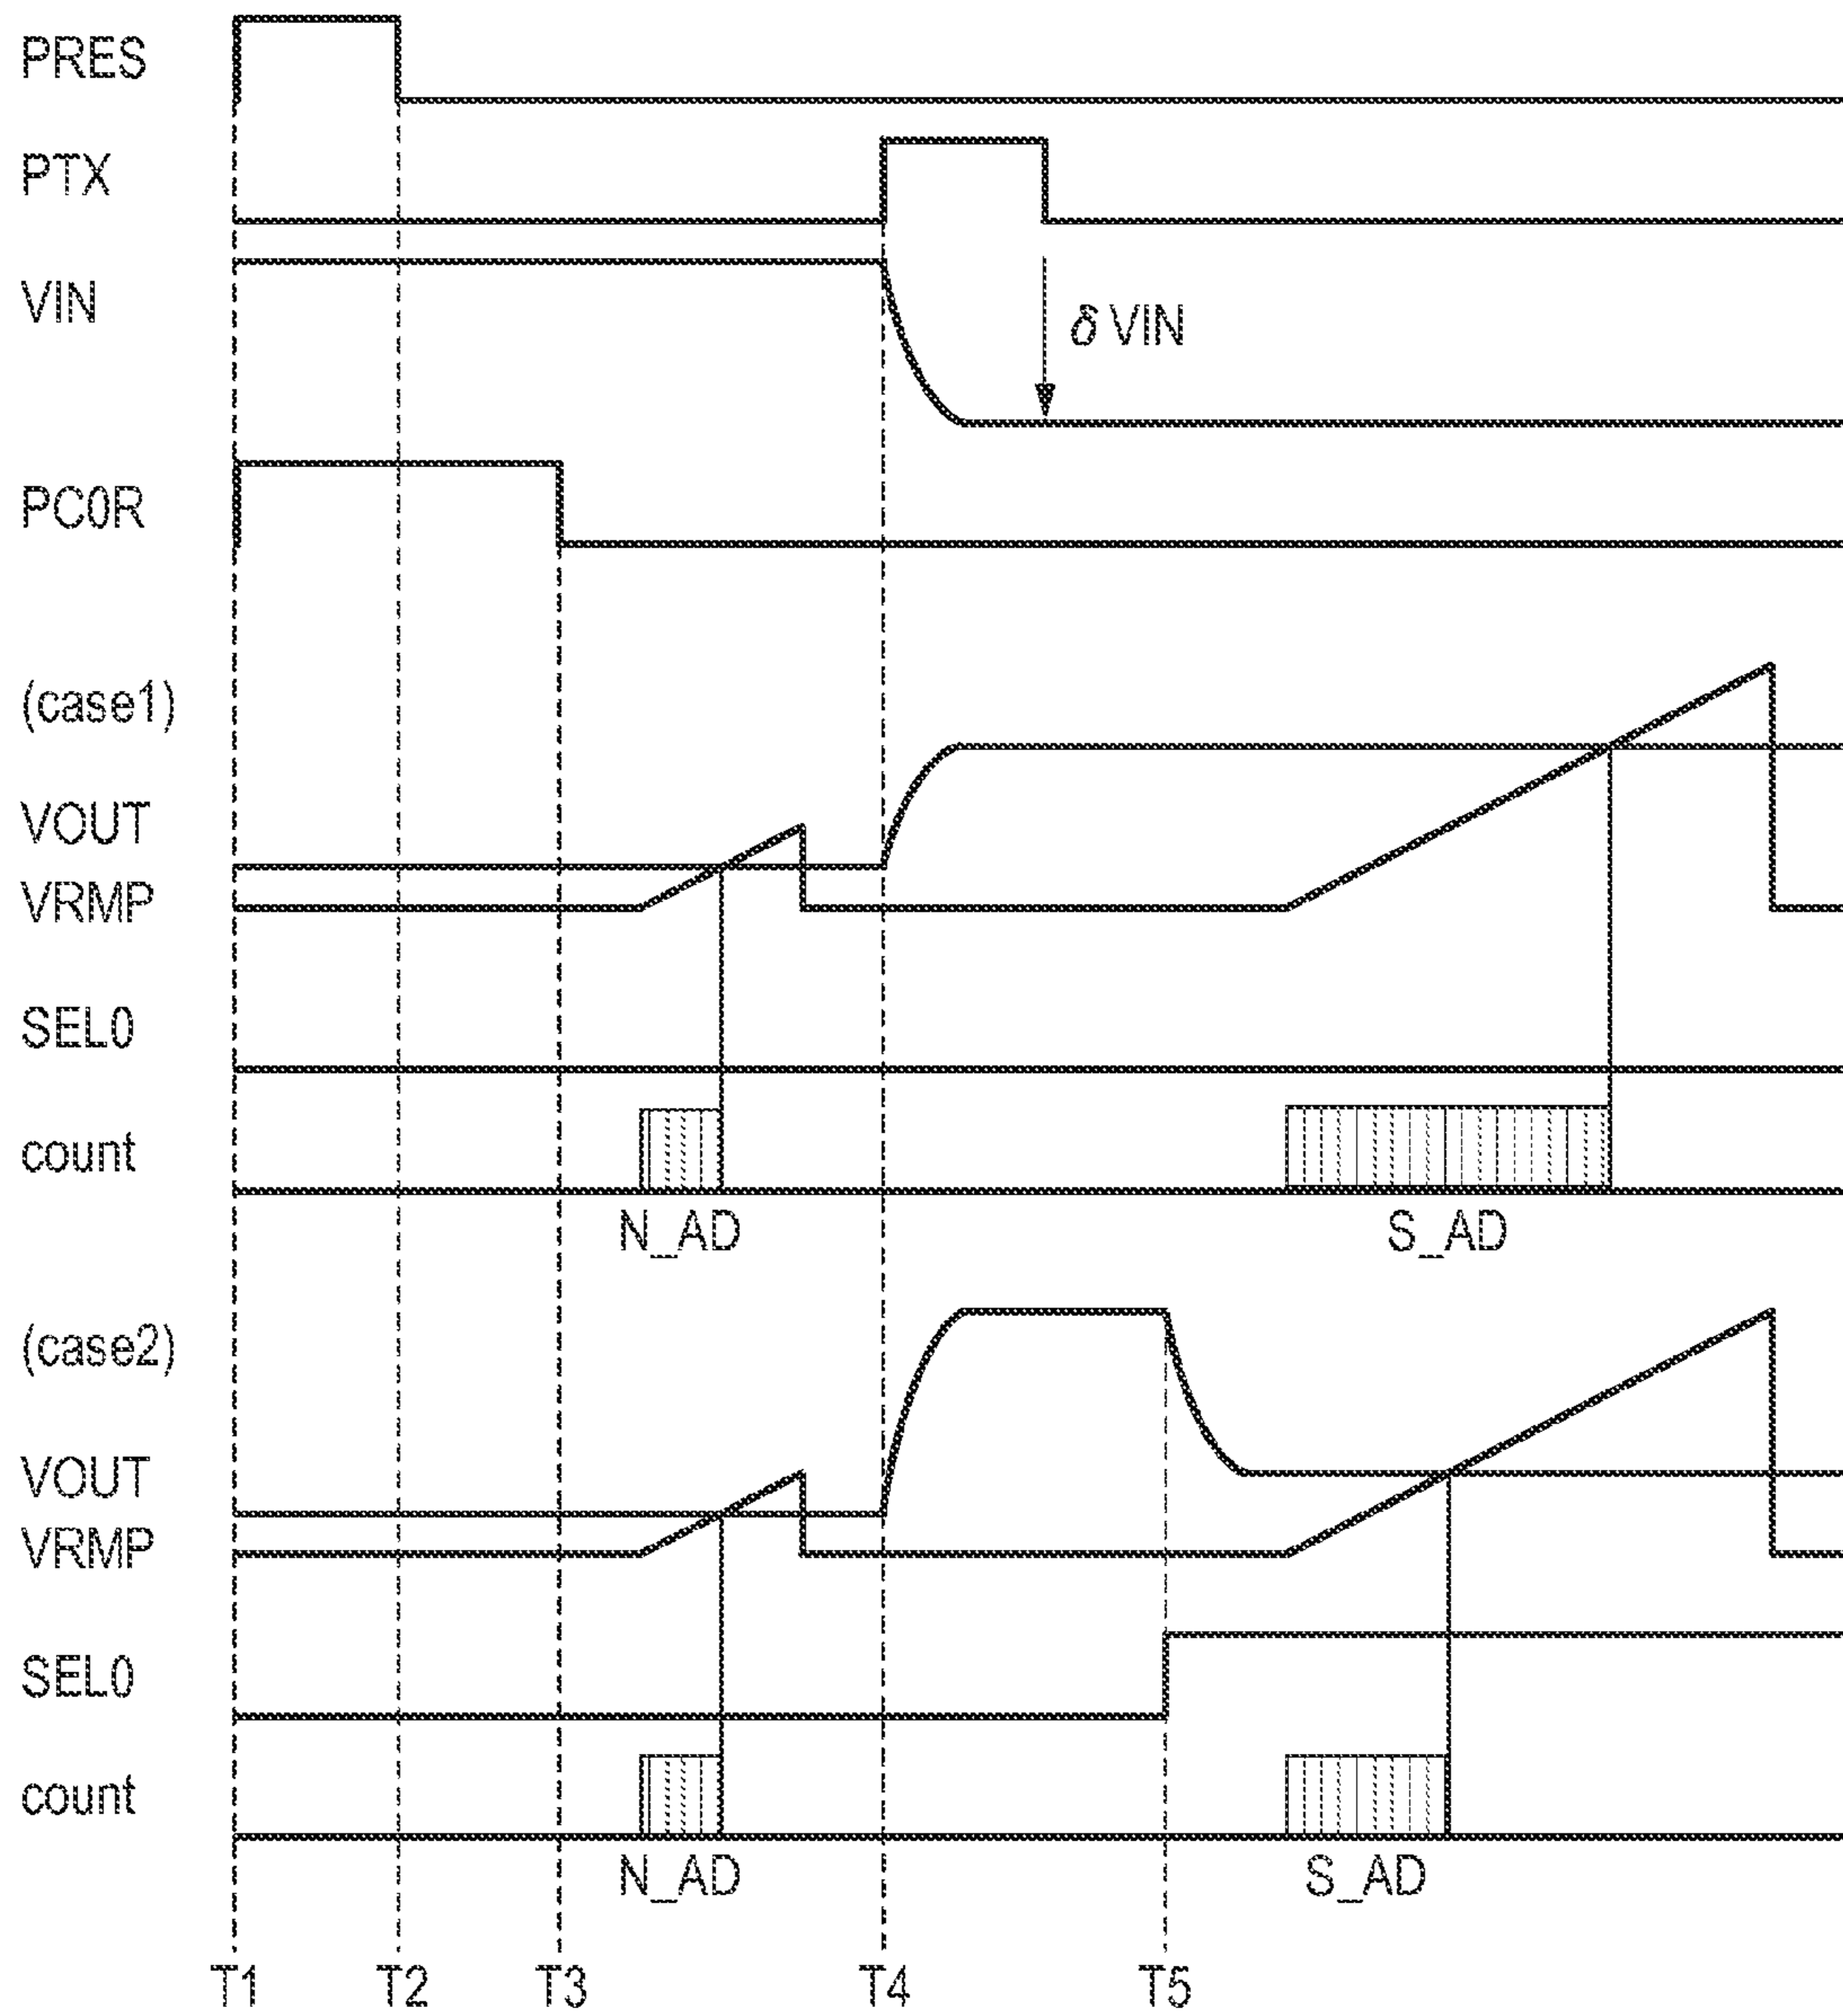 PRES
PTX
VIN
δ VIN
PC0R
(case1)
VOUT
VRMP
SEL0
count
N_AD
S_AD
(case2)
VOUT
VRMP
SEL0
count
N_AD
S_AD
T1 T2 T3 T4 T5